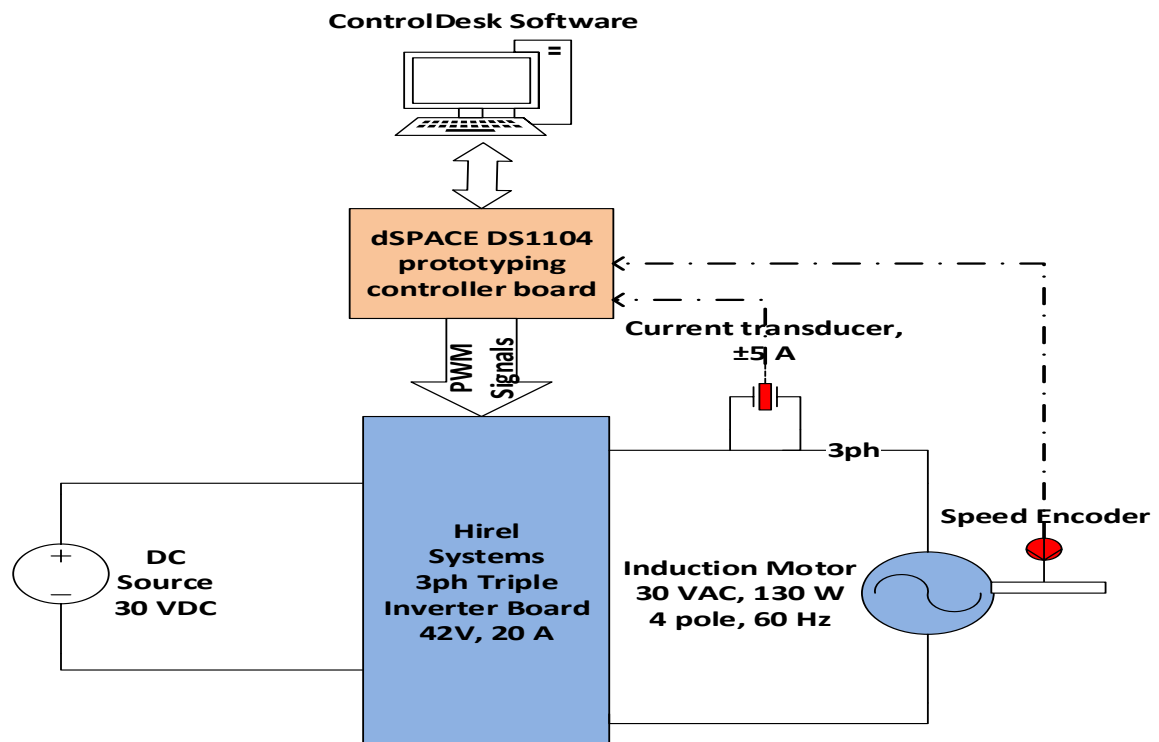 ControlDesk Software
dSPACE DS1104
prototyping
controller board
Current transducer,
±5 A
PWM
Signals
3ph
Speed Encoder
Hirel
Systems
3ph Triple
Inverter Board
42V, 20 A
DC
Source
30 VDC
Induction Motor
30 VAC, 130 W
4 pole, 60 Hz